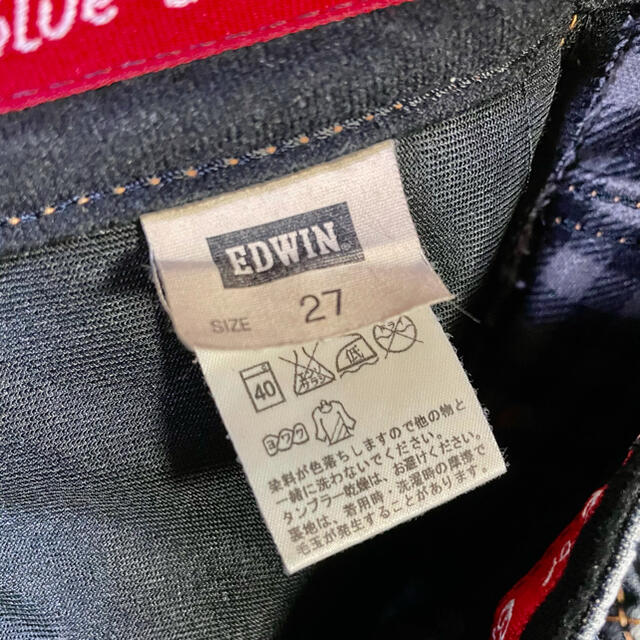 EDWIN
SIZE 27
40 低 ドライ
ヨワク
染料が色落ちしますので他の物と
一緒に洗わないでください。
タンブラー乾燥は、お避けください。
裏地は、着用時・洗濯時の摩擦で
毛玉が発生することがあります。